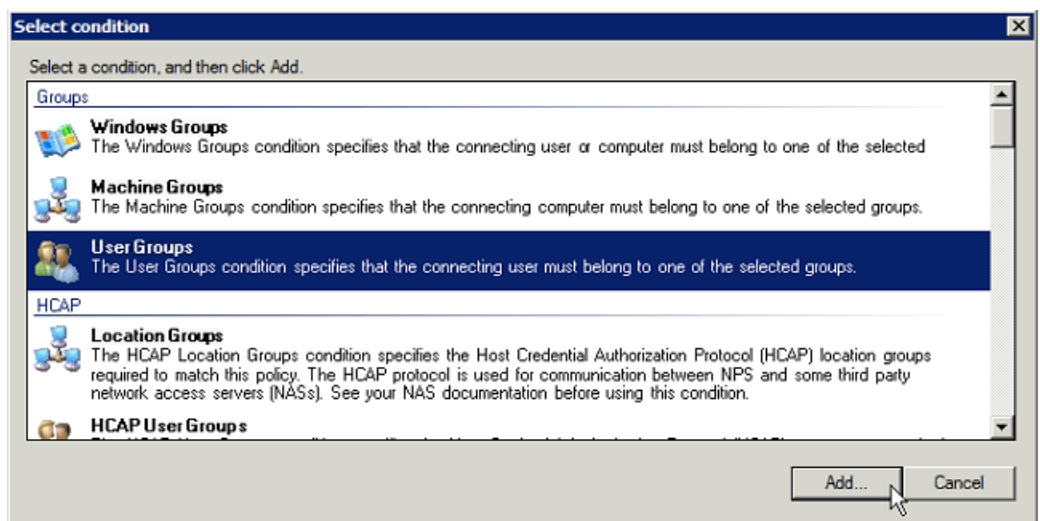 Select condition
Select a condition, and then click Add.
Groups
Windows Groups
The Windows Groups condition specifies that the connecting user or computer must belong to one of the selected
Machine Groups
The Machine Groups condition specifies that the connecting computer must belong to one of the selected groups.
User Groups
The User Groups condition specifies that the connecting user must belong to one of the selected groups.
HCAP
Location Groups
The HCAP Location Groups condition specifies the Host Credential Authorization Protocol (HCAP) location groups
required to match this policy. The HCAP protocol is used for communication between NPS and some third party
network access servers (NASs). See your NAS documentation before using this condition.
HCAP User Groups
Add... Cancel